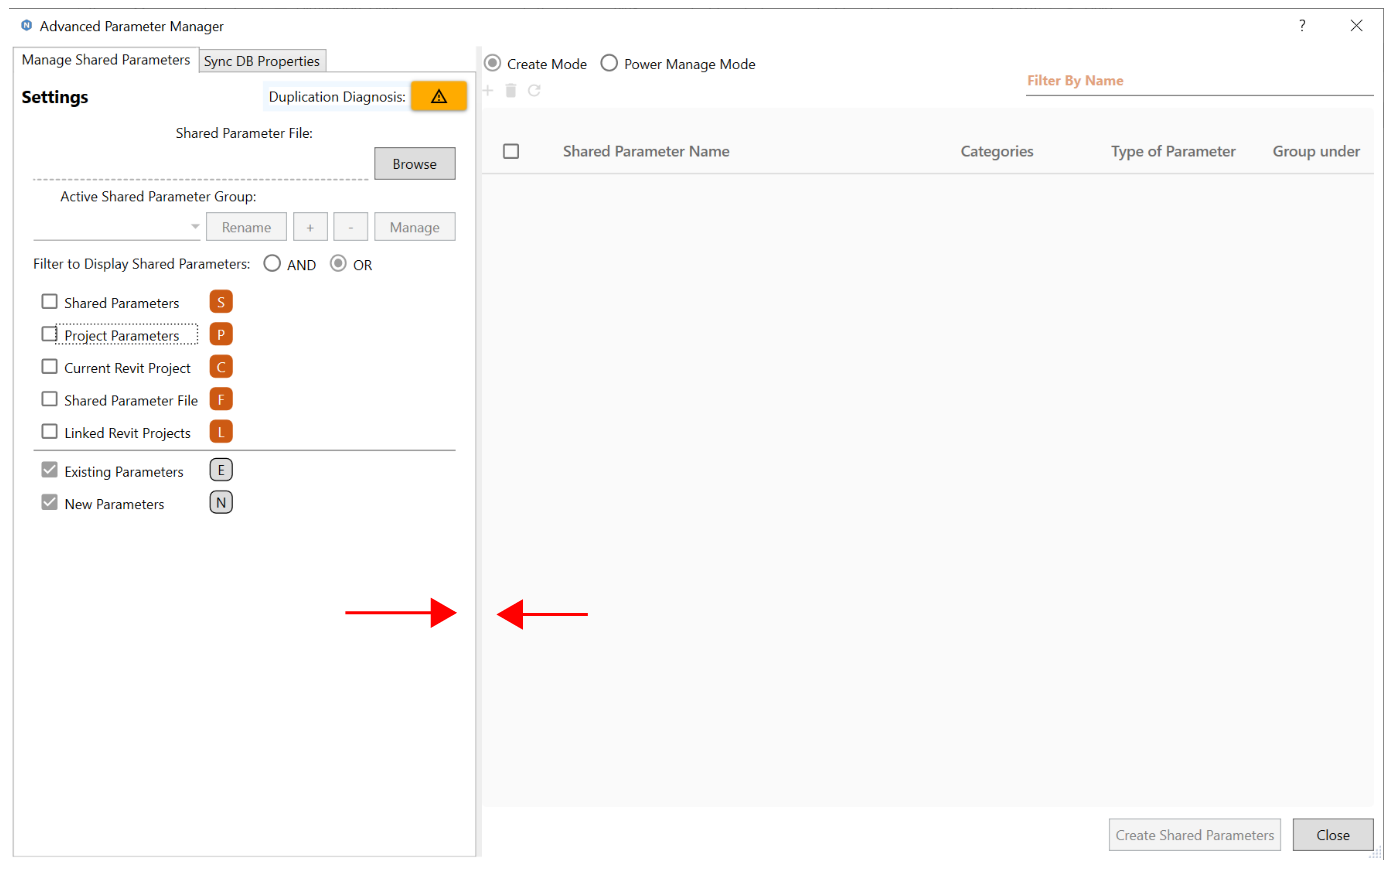 N Advanced Parameter Manager ?
Manage Shared Parameters Sync DB Properties
Settings Duplication Diagnosis:
Shared Parameter File:
Browse
Active Shared Parameter Group:
Rename + - Manage
Filter to Display Shared Parameters: AND OR
Shared Parameters S
Project Parameters P
Current Revit Project C
Shared Parameter File F
Linked Revit Projects L
Existing Parameters E
New Parameters N
Create Mode Power Manage Mode
Filter By Name
Shared Parameter Name Categories Type of Parameter Group under
Create Shared Parameters Close